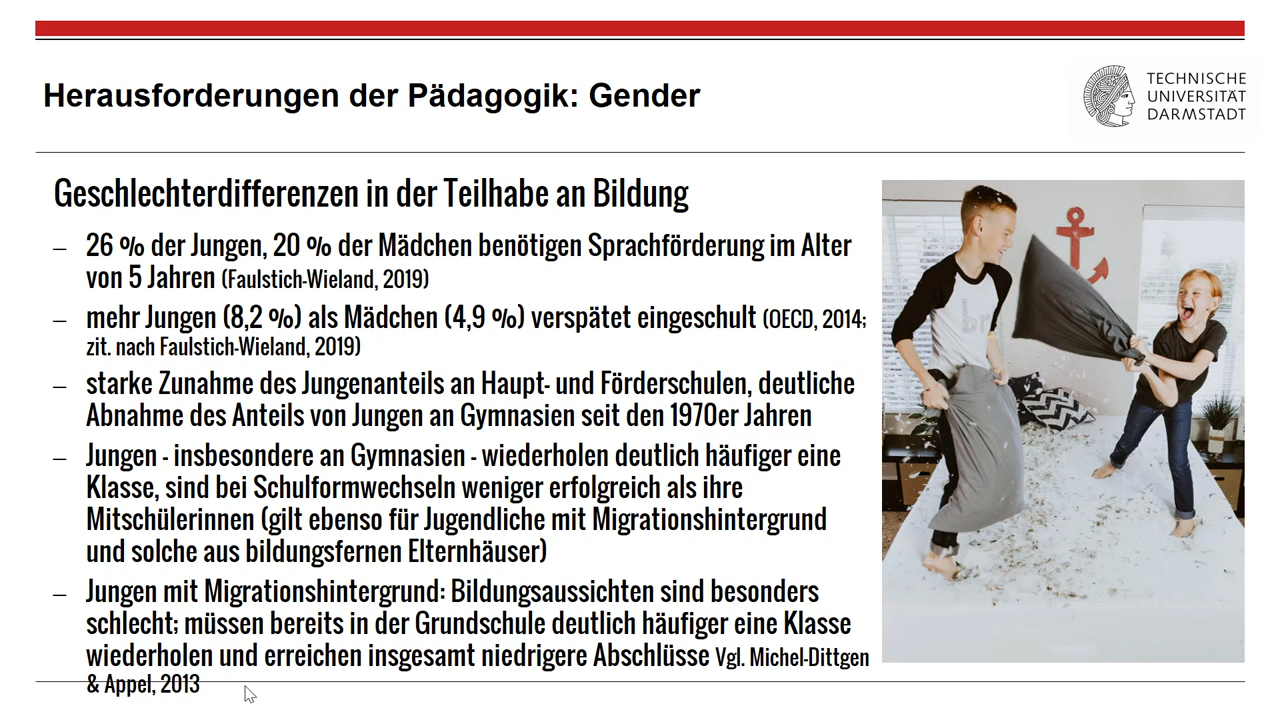 Herausforderungen der Pädagogik: Gender
TECHNISCHE
UNIVERSITÄT
DARMSTADT
Geschlechterdifferenzen in der Teilhabe an Bildung
– 26 % der Jungen, 20 % der Mädchen benötigen Sprachförderung im Alter
von 5 Jahren (Faulstich-Wieland, 2019)
– mehr Jungen (8,2 %) als Mädchen (4,9 %) verspätet eingeschult (OECD, 2014;
zit. nach Faulstich-Wieland, 2019)
– starke Zunahme des Jungenanteils an Haupt- und Förderschulen, deutliche
Abnahme des Anteils von Jungen an Gymnasien seit den 1970er Jahren
– Jungen - insbesondere an Gymnasien - wiederholen deutlich häufiger eine
Klasse, sind bei Schulformwechseln weniger erfolgreich als ihre
Mitschülerinnen (gilt ebenso für Jugendliche mit Migrationshintergrund
und solche aus bildungsfernen Elternhäuser)
– Jungen mit Migrationshintergrund: Bildungsaussichten sind besonders
schlecht; müssen bereits in der Grundschule deutlich häufiger eine Klasse
wiederholen und erreichen insgesamt niedrigere Abschlüsse Vgl. Michel-Dittgen
& Appel, 2013